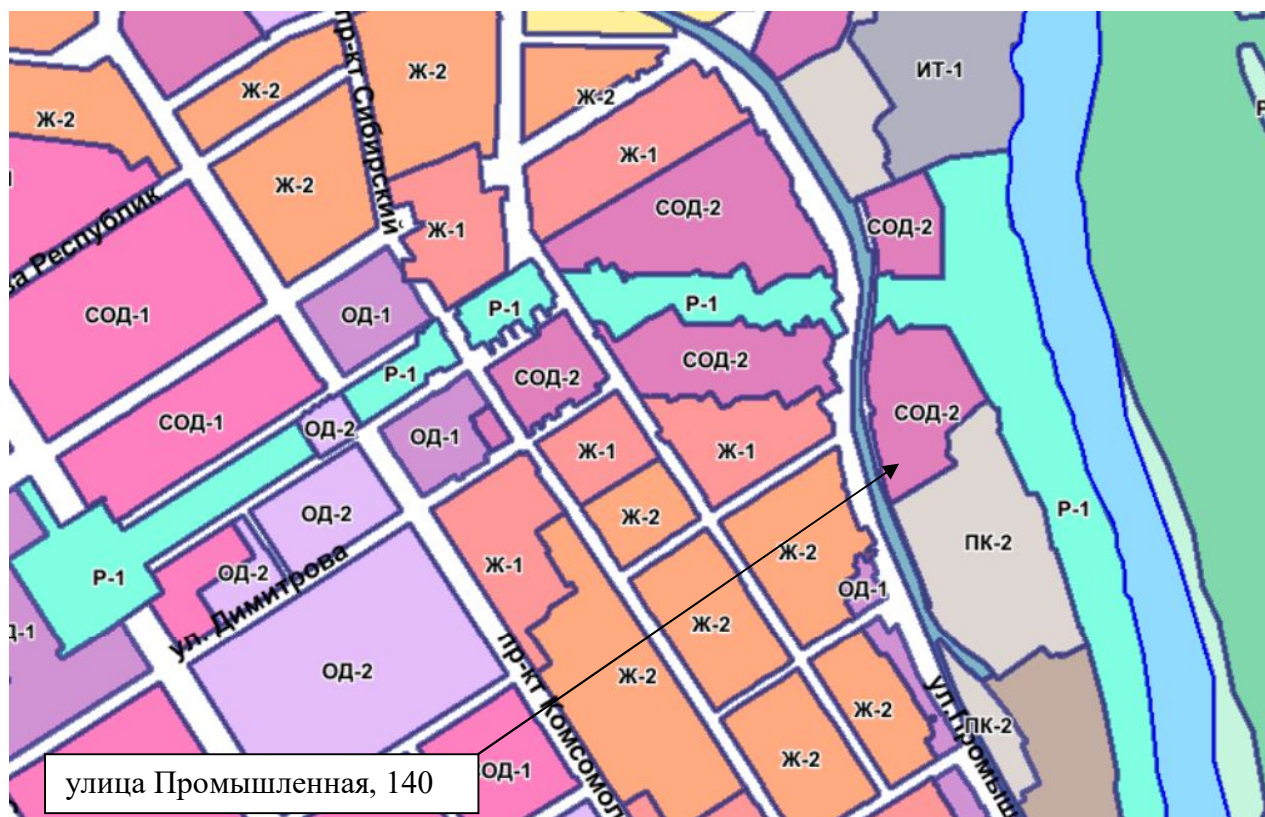 пр-кт Сибирский
ИТ-1
Ж-2
Ж-2
Ж-2
Ж-2
Ж-1
Ж-2
СОД-2
Ж-1
СОД-2
Республик
СОД-1
ОД-1
Р-1
Р-1
СОД-2
Р-1
СОД-2
СОД-2
СОД-1
ОД-2
ОД-1
Ж-1
Ж-1
Р-1
ОД-2
Ж-2
ПК-2
Ж-2
Ж-1
Р-1
ОД-2
ОД-1
ул. Димитрова
Ж-2
ОД-2
Ж-2
Ж-2
ул.Промыш
ПК-2
Ж-2
пр-кт Комсомол
ОД-1
улица Промышленная, 140